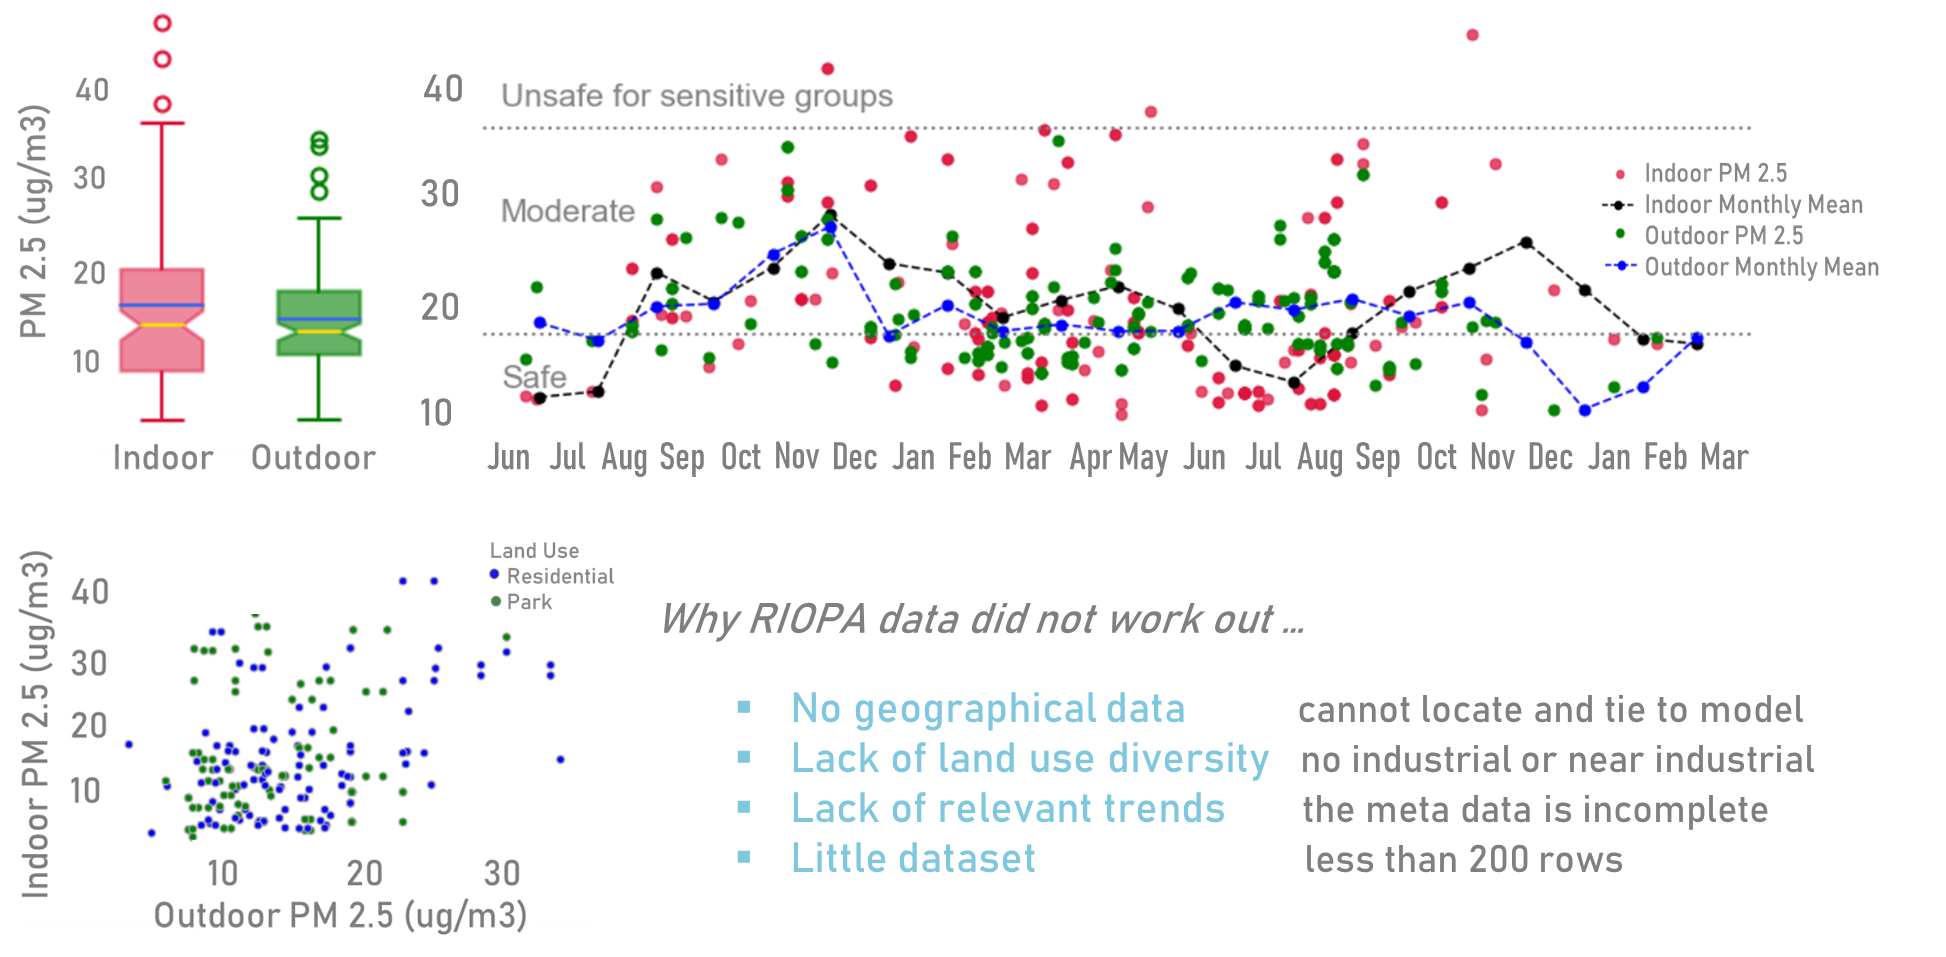 PM 2.5 (ug/m3)
40
30
20
10
Indoor
Outdoor
40
30
20
10
Unsafe for sensitive groups
Moderate
Safe
Indoor PM 2.5
Indoor Monthly Mean
Outdoor PM 2.5
Outdoor Monthly Mean
Jun Jul Aug Sep Oct Nov Dec Jan Feb Mar Apr May Jun Jul Aug Sep Oct Nov Dec Jan Feb Mar
Indoor PM 2.5 (ug/m3)
40
30
20
10
Land Use
Residential
Park
10 20 30
Outdoor PM 2.5 (ug/m3)
Why RIOPA data did not work out ...
▪ No geographical data cannot locate and tie to model
▪ Lack of land use diversity no industrial or near industrial
▪ Lack of relevant trends the meta data is incomplete
▪ Little dataset less than 200 rows